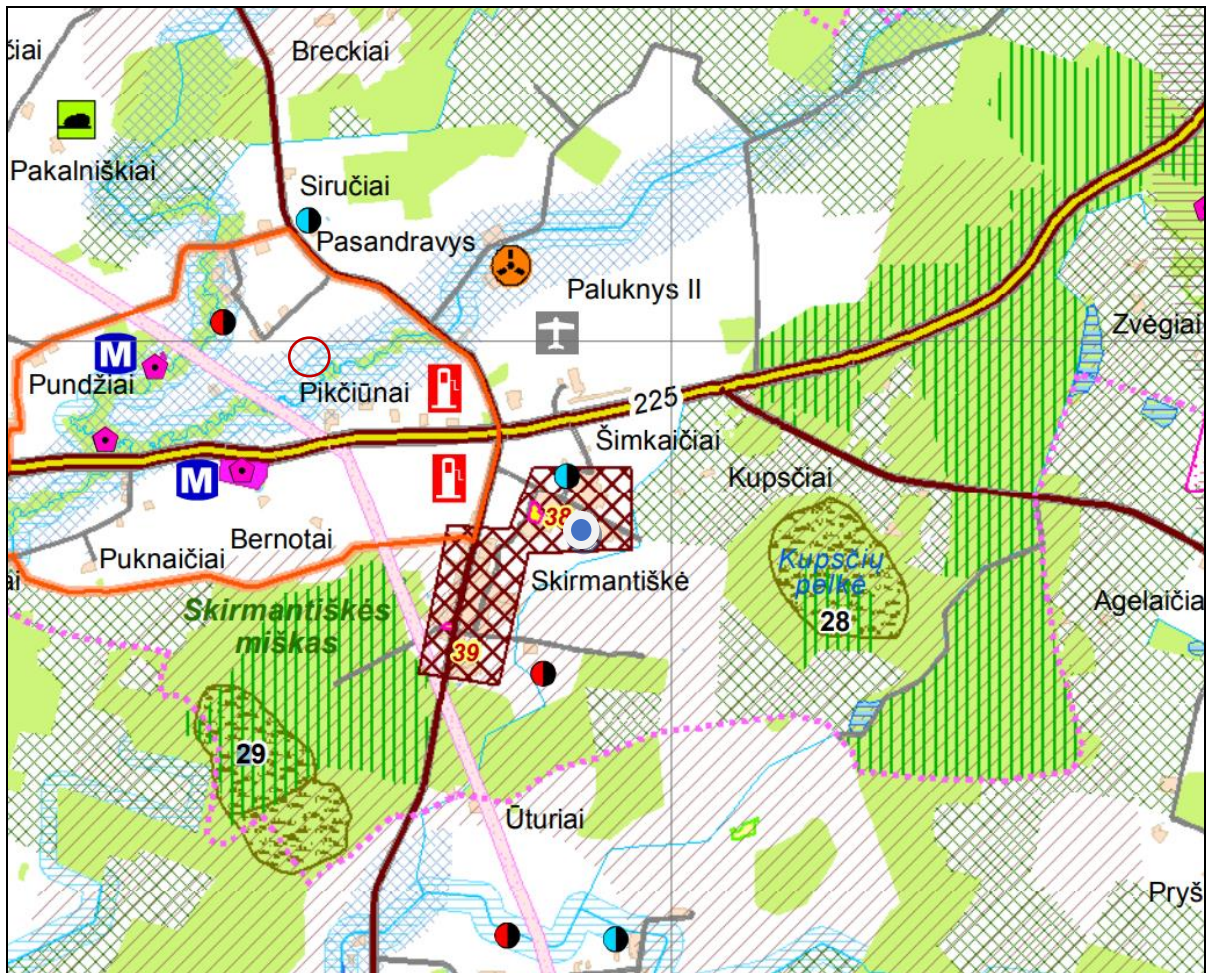 čiai
Breckiai
Pakalniškiai
Siručiai
Pasandravys
Paluknys II
Zvėgiai
M
Pundžiai
Pikčiūnai
225
Šimkaičiai
M
Kupsčiai
38
Bernotai
Puknaičiai
Skirmantiškė
Kupsčių
pelkė
ai
28
Agelaičia
Skirmantiškės
miškas
39
29
Ūturiai
Pryš